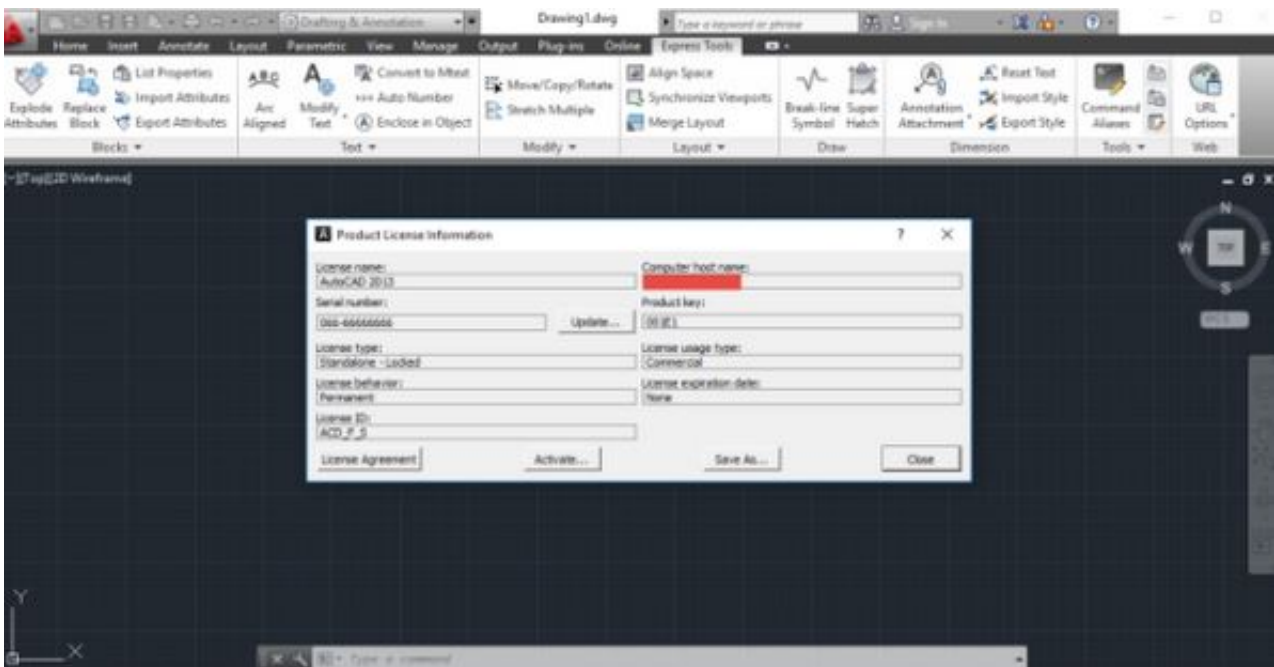 Drafting & Annotation
Drawing1.dwg
Type a keyword or phrase
Sign In
Home Insert Annotate Layout Parametric View Manage Output Plug-ins Online Express Tools
Explode Attributes
Replace Block
List Properties
Import Attributes
Export Attributes
Arc Aligned
Modify Text
Convert to Mtext
Auto Number
Enclose in Object
Move/Copy/Rotate
Stretch Multiple
Align Space
Synchronize Viewports
Merge Layout
Break-line Symbol
Super Hatch
Annotation Attachment
Reset Text
Import Style
Export Style
Command Aliases
URL Options
Blocks Text Modify Layout Draw Dimension Tools Web
[-][Top][2D Wireframe]
N
W TOP E
S
Product License Information
License name: Computer host name:
AutoCAD 2013
Serial number: Product key:
066-66666666 Update...
License type: License usage type:
Standalone - Locked Commercial
License behavior: License expiration date:
Permanent None
License ID:
ACD_F_S
License Agreement Activate... Save As... Close
Y
X
Type a command